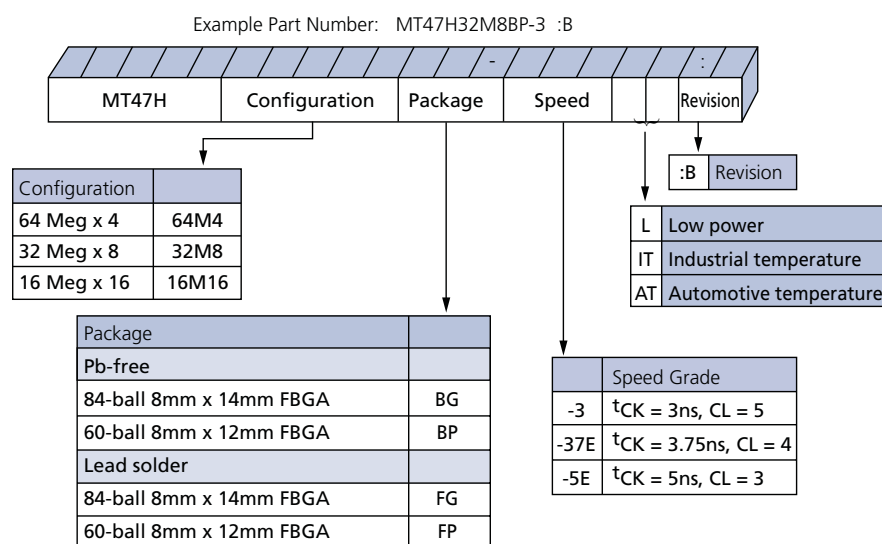 Example Part Number: MT47H32M8BP-3 :B
- :
MT47H Configuration Package Speed Revision
:B Revision
Configuration
64 Meg x 4 64M4
32 Meg x 8 32M8
16 Meg x 16 16M16
L Low power
IT Industrial temperature
AT Automotive temperature
Package
Pb-free
84-ball 8mm x 14mm FBGA BG
60-ball 8mm x 12mm FBGA BP
Lead solder
84-ball 8mm x 14mm FBGA FG
60-ball 8mm x 12mm FBGA FP
Speed Grade
-3 tCK = 3ns, CL = 5
-37E tCK = 3.75ns, CL = 4
-5E tCK = 5ns, CL = 3